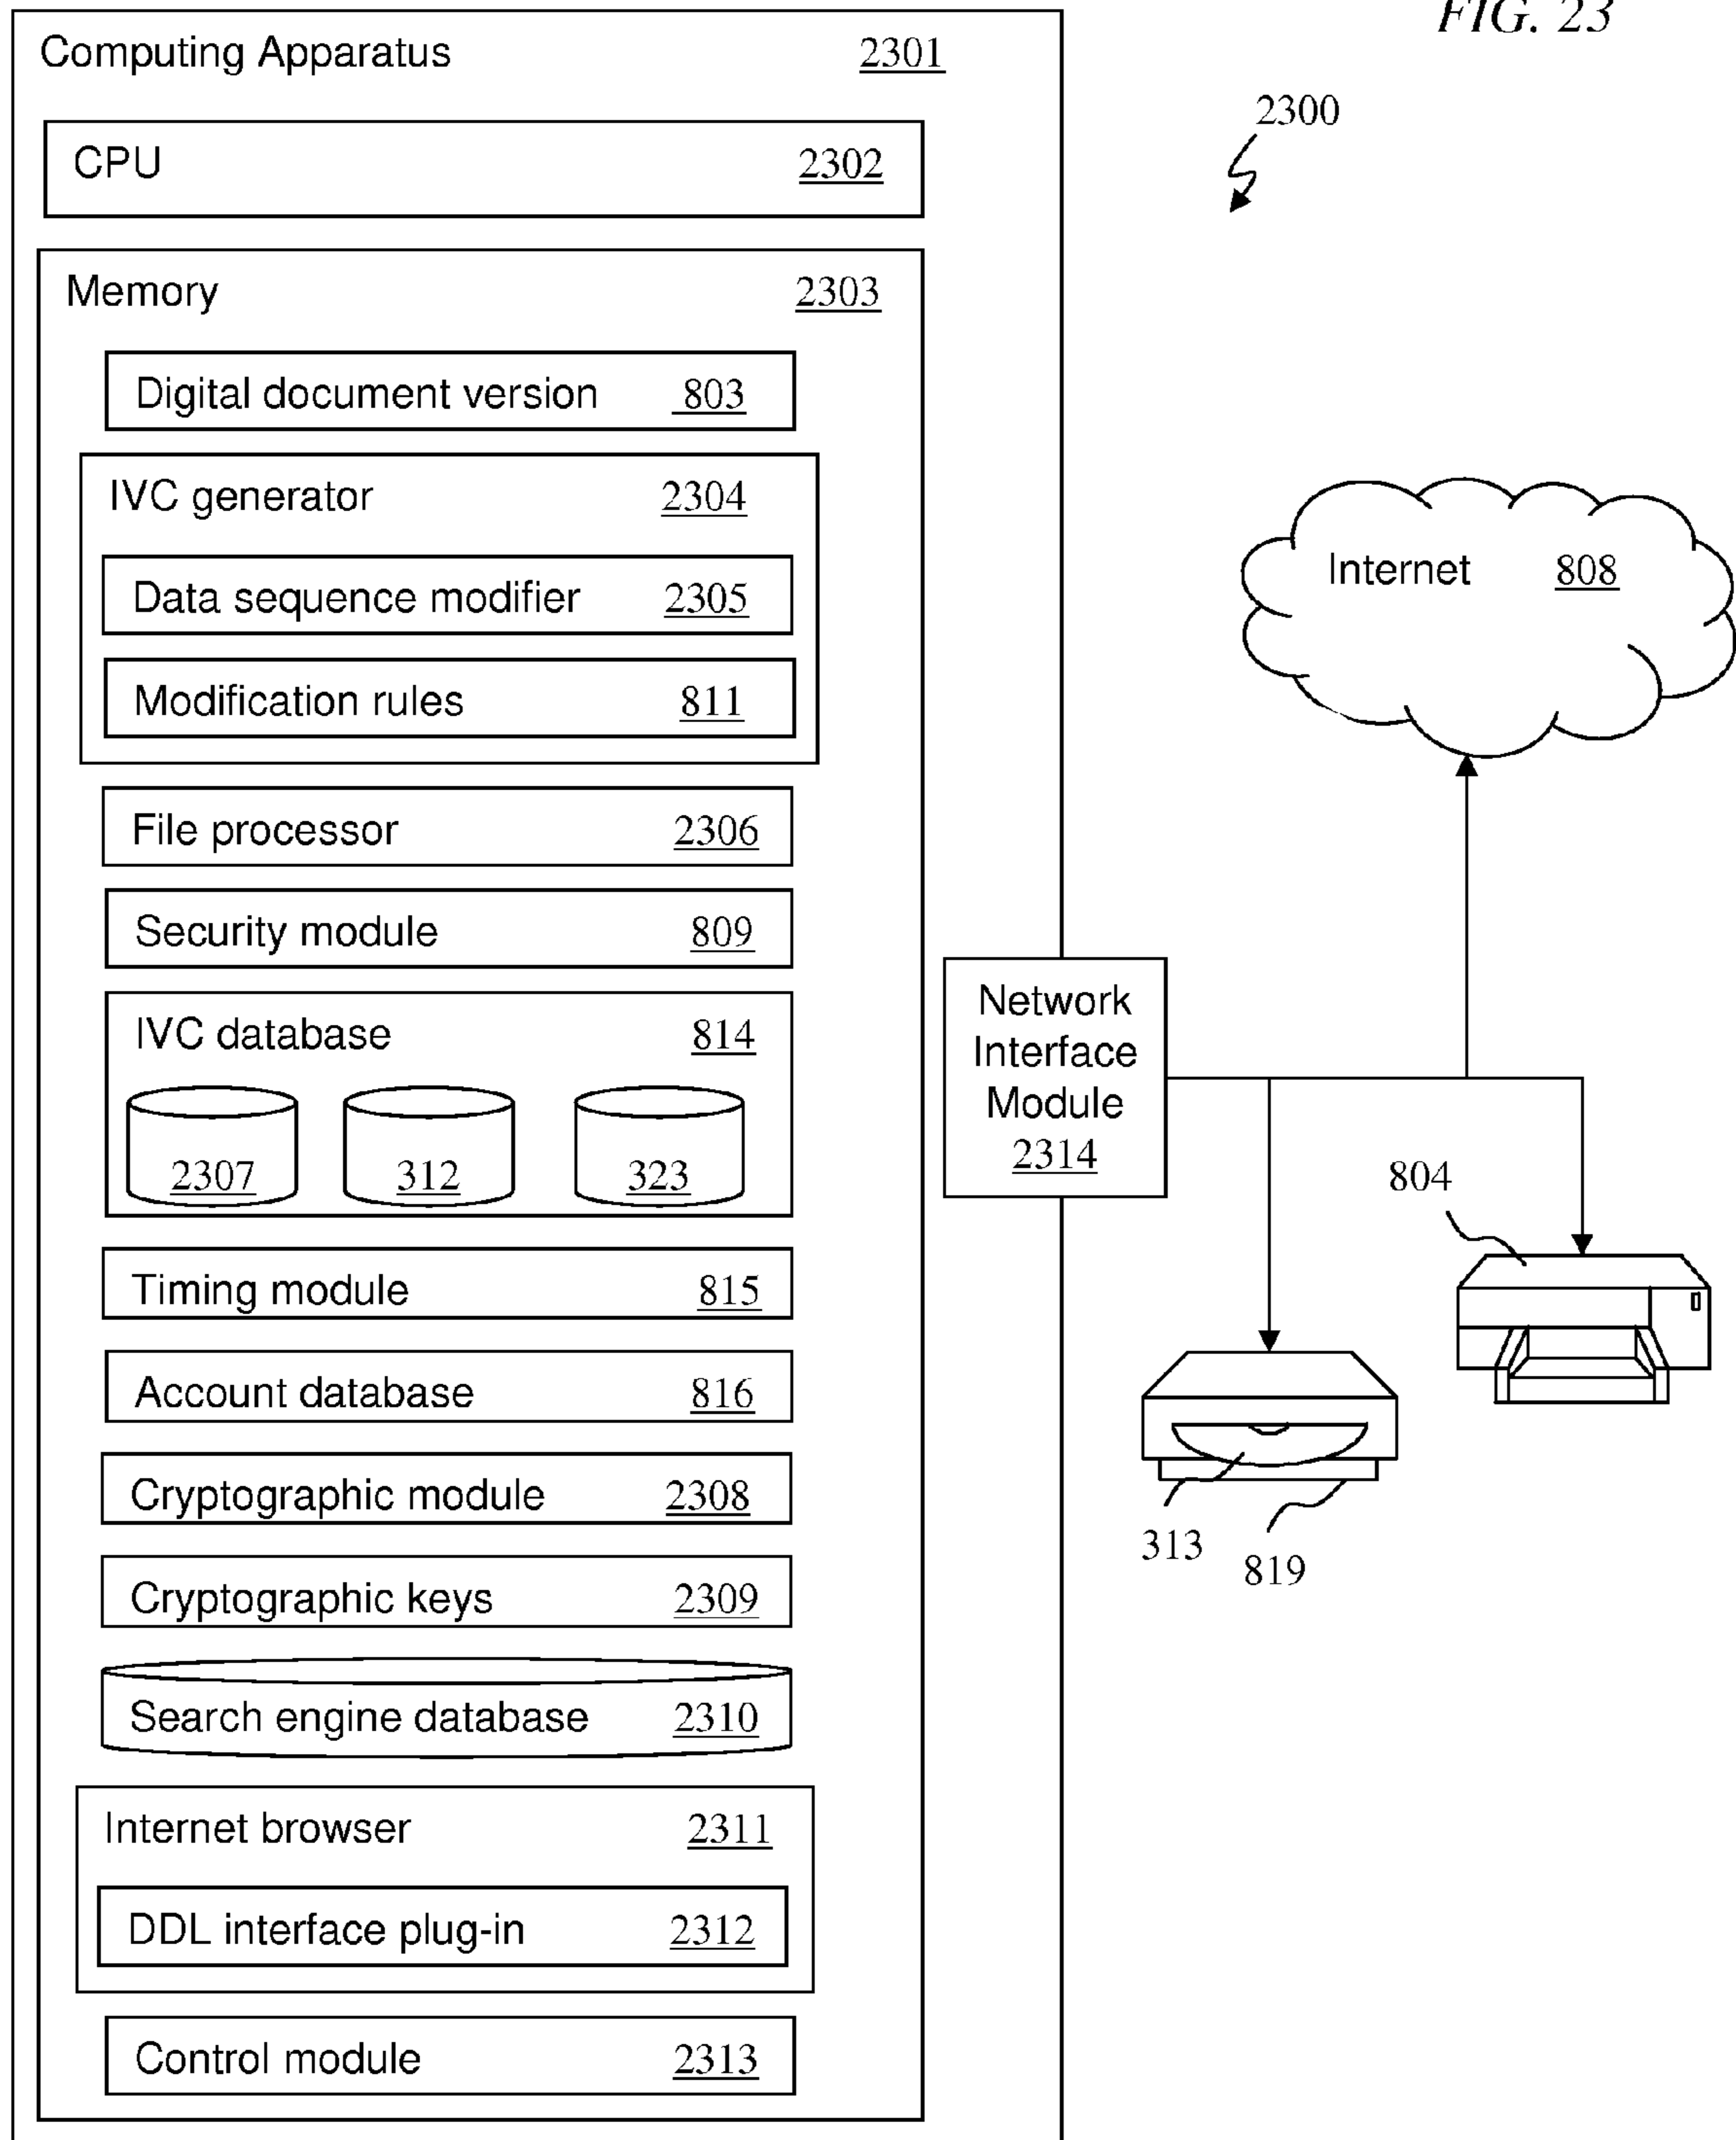 FIG. 23
Computing Apparatus 2301
2300
CPU 2302
Memory 2303
Digital document version 803
IVC generator 2304
Data sequence modifier 2305
Modification rules 811
File processor 2306
Security module 809
IVC database 814
2307 312 323
Timing module 815
Account database 816
Cryptographic module 2308
Cryptographic keys 2309
Search engine database 2310
Internet browser 2311
DDL interface plug-in 2312
Control module 2313
Network
Interface
Module
2314
Internet 808
804
313
819